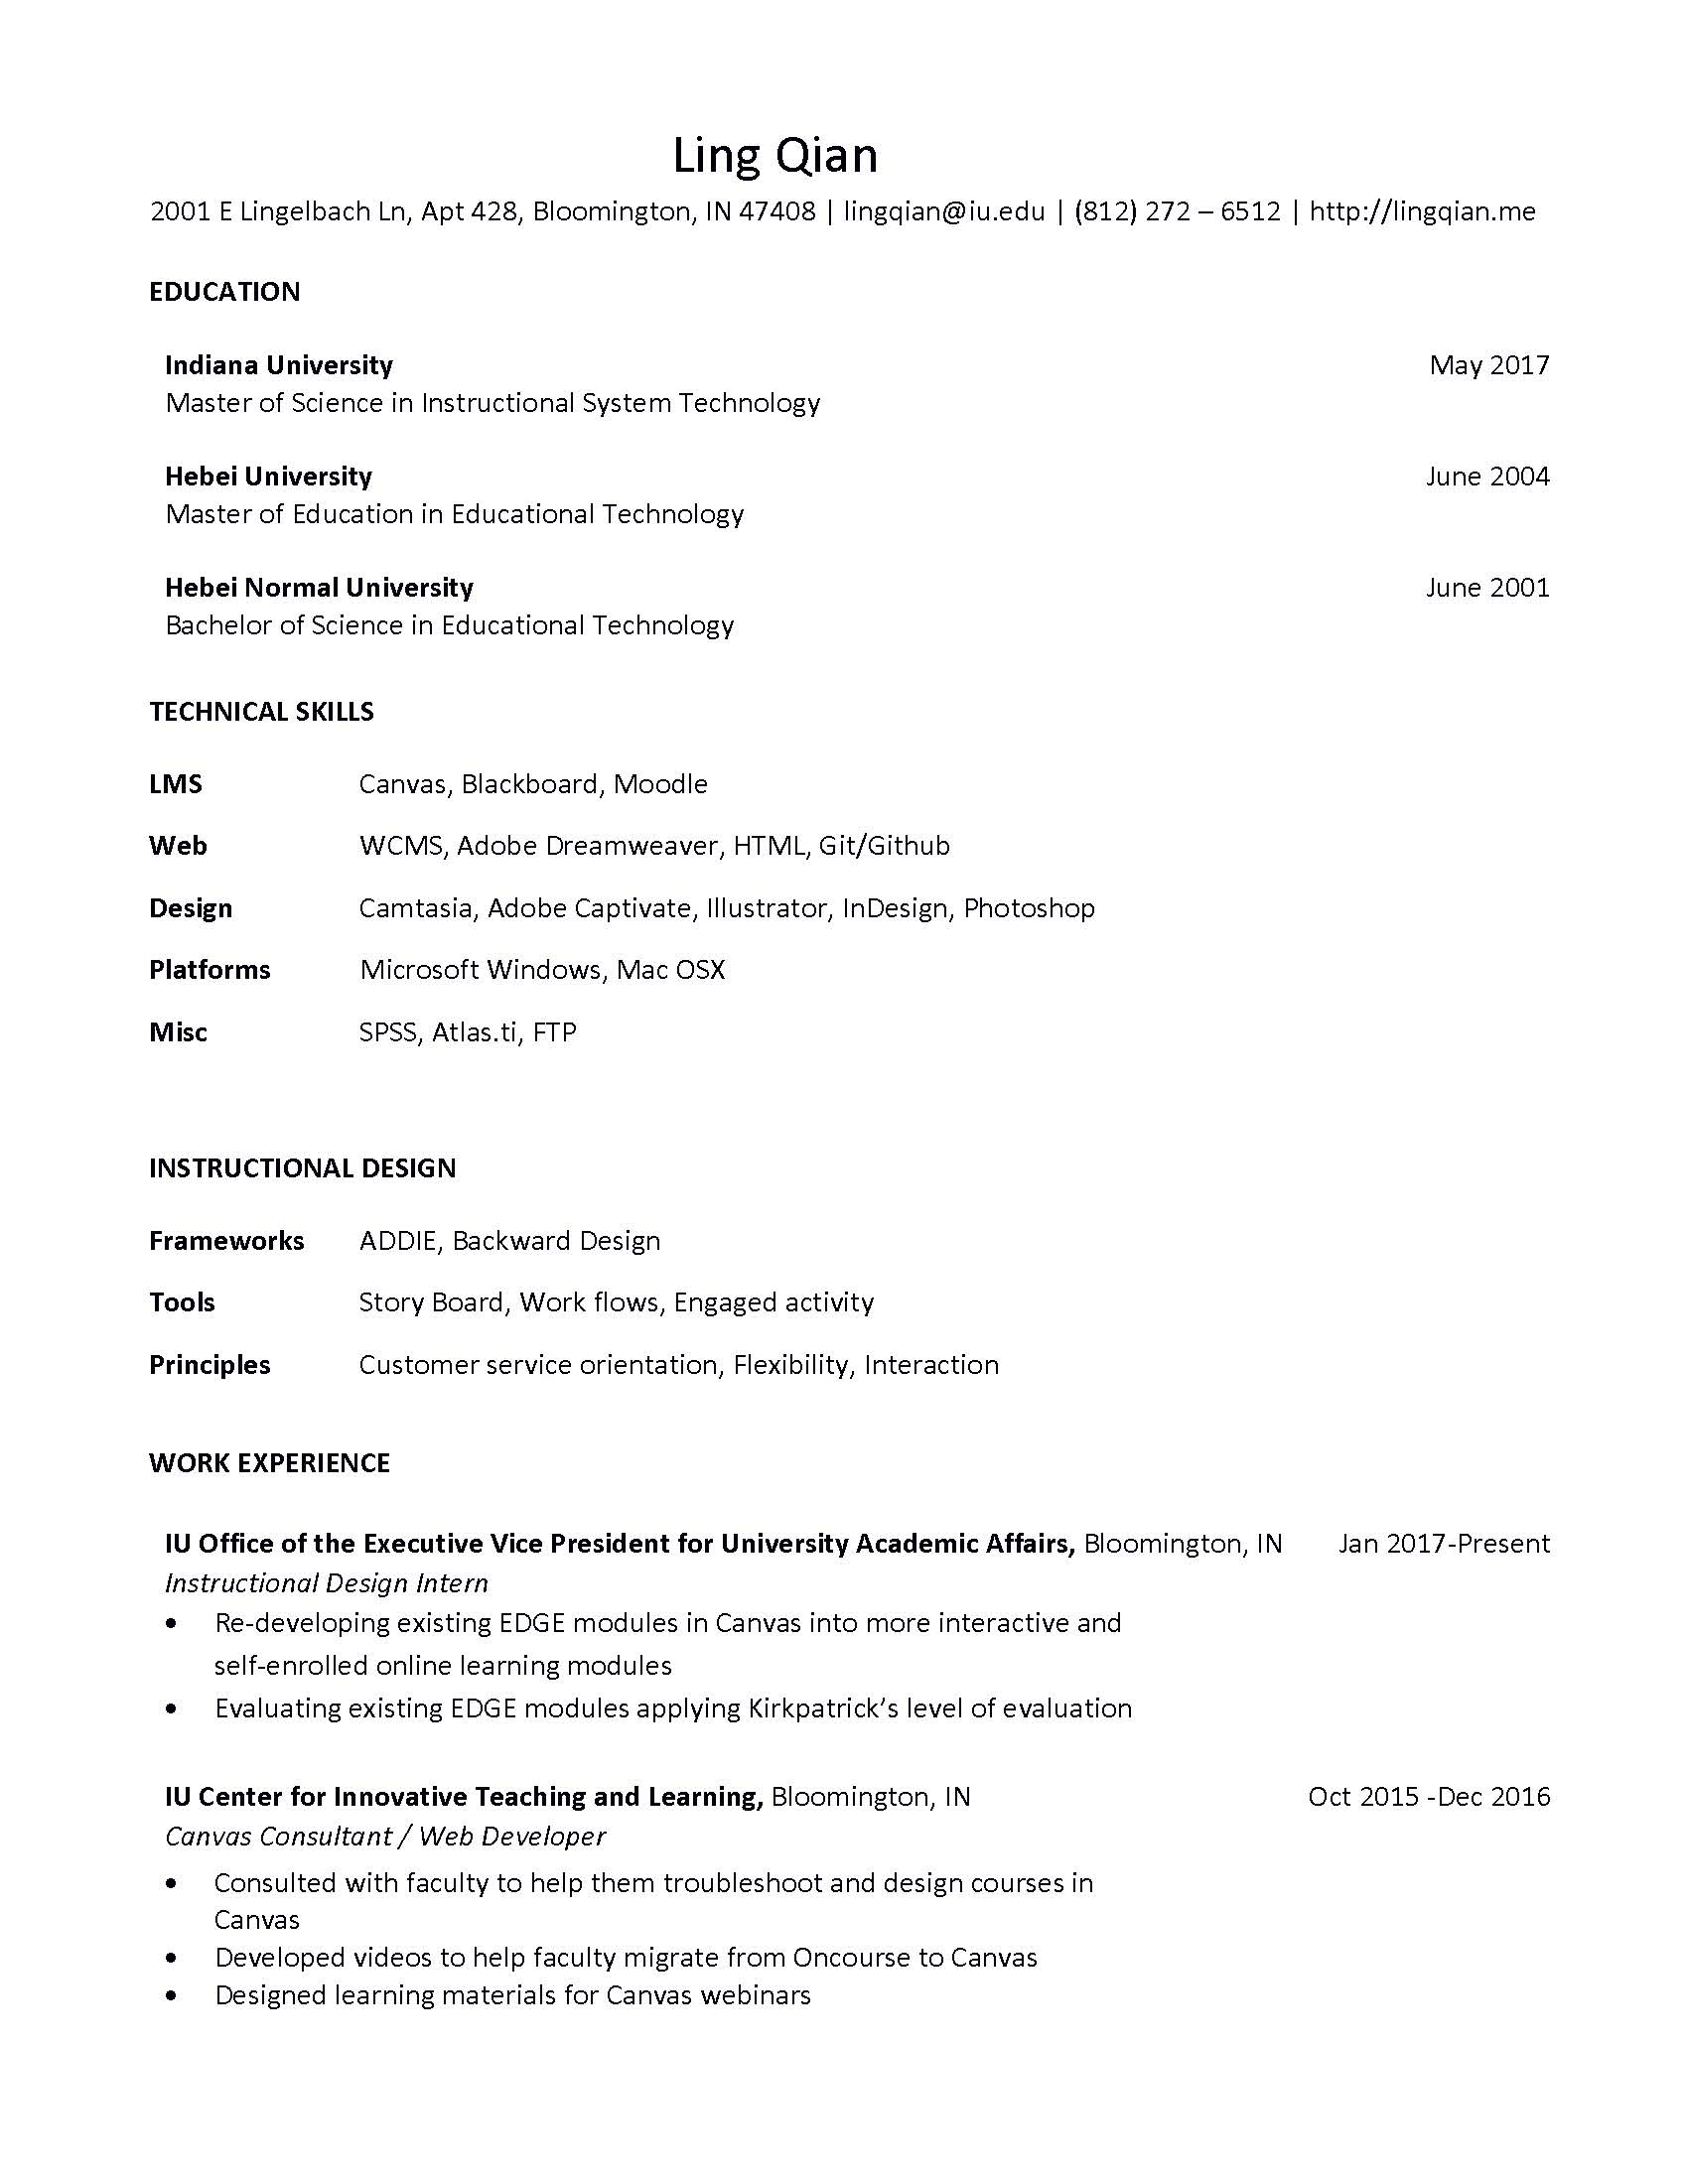 Ling Qian
2001 E Lingelbach Ln, Apt 428, Bloomington, IN 47408 | lingqian@iu.edu | (812) 272 – 6512 | http://lingqian.me
EDUCATION
Indiana University May 2017
Master of Science in Instructional System Technology
Hebei University June 2004
Master of Education in Educational Technology
Hebei Normal University June 2001
Bachelor of Science in Educational Technology
TECHNICAL SKILLS
LMS Canvas, Blackboard, Moodle
Web WCMS, Adobe Dreamweaver, HTML, Git/Github
Design Camtasia, Adobe Captivate, Illustrator, InDesign, Photoshop
Platforms Microsoft Windows, Mac OSX
Misc SPSS, Atlas.ti, FTP
INSTRUCTIONAL DESIGN
Frameworks ADDIE, Backward Design
Tools Story Board, Work flows, Engaged activity
Principles Customer service orientation, Flexibility, Interaction
WORK EXPERIENCE
IU Office of the Executive Vice President for University Academic Affairs, Bloomington, IN Jan 2017-Present
Instructional Design Intern
• Re-developing existing EDGE modules in Canvas into more interactive and
self-enrolled online learning modules
• Evaluating existing EDGE modules applying Kirkpatrick’s level of evaluation
IU Center for Innovative Teaching and Learning, Bloomington, IN Oct 2015 -Dec 2016
Canvas Consultant / Web Developer
• Consulted with faculty to help them troubleshoot and design courses in
Canvas
• Developed videos to help faculty migrate from Oncourse to Canvas
• Designed learning materials for Canvas webinars